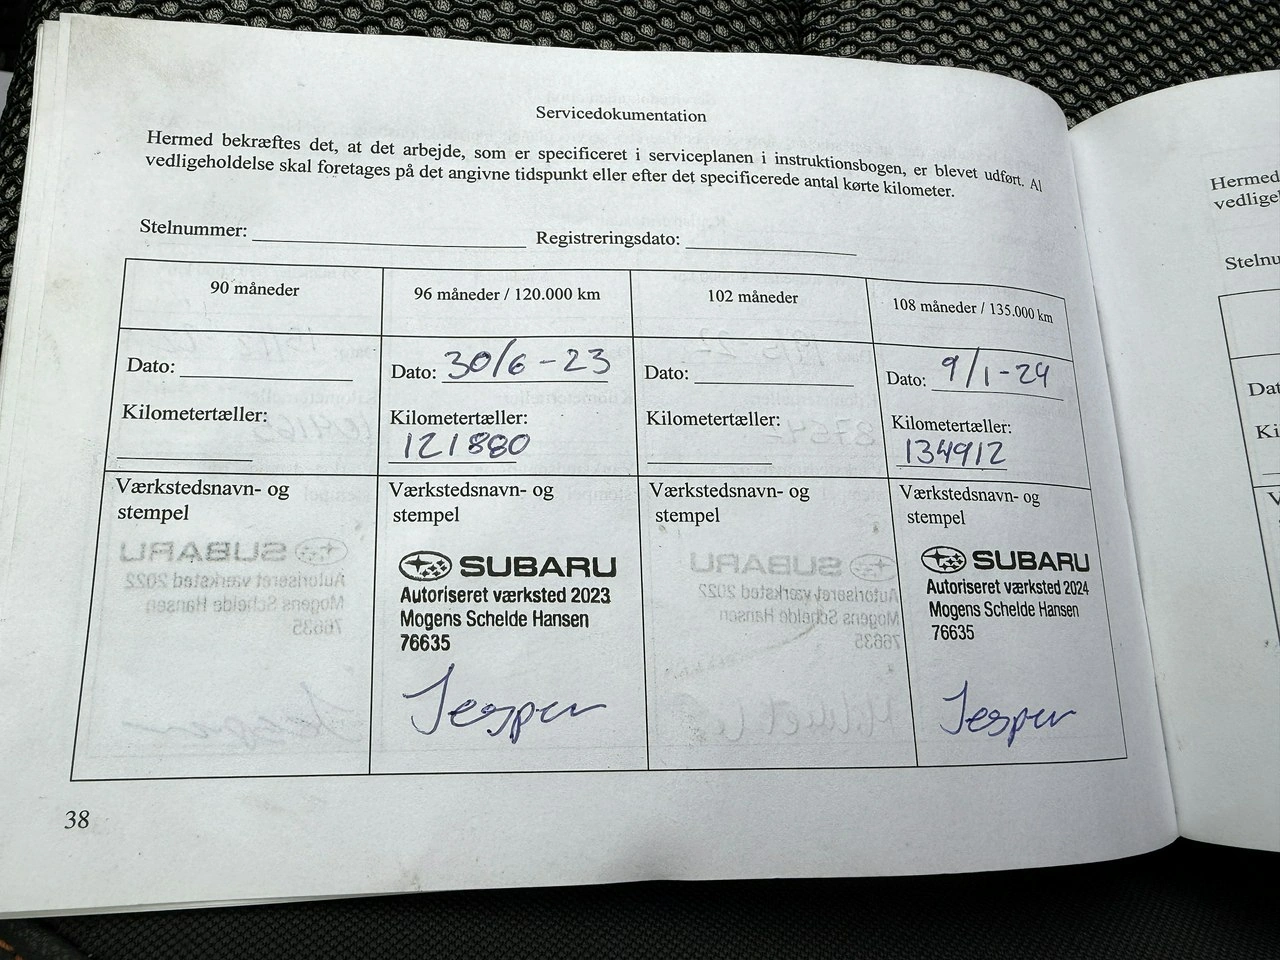 Servicedokumentation
Hermed bekræftes det, at det arbejde, som er specificeret i serviceplanen i instruktionsbogen, er blevet udført. Al
vedligeholdelse skal foretages på det angivne tidspunkt eller efter det specificerede antal kørte kilometer.
Stelnummer: Registreringsdato:
90 måneder
Dato:
Kilometertæller:
Værkstedsnavn- og
stempel
96 måneder / 120.000 km
Dato: 30/6-23
Kilometertæller:
121880
Værkstedsnavn- og
stempel
SUBARU
Autoriseret værksted 2023
Mogens Schelde Hansen
76635
Jesper
102 måneder
Dato:
Kilometertæller:
Værkstedsnavn- og
stempel
108 måneder / 135.000 km
Dato: 9/1-24
Kilometertæller:
134912
Værkstedsnavn- og
stempel
SUBARU
Autoriseret værksted 2024
Mogens Schelde Hansen
76635
Jesper
38
Hermed